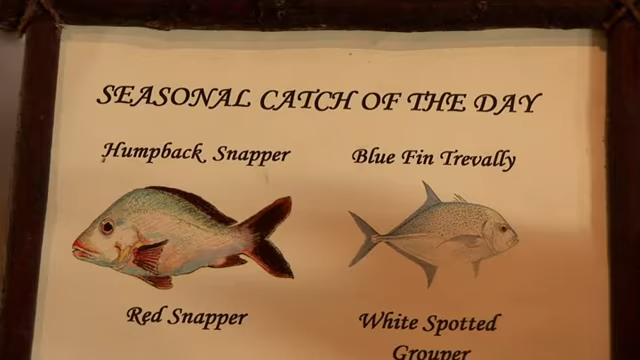 SEASONAL CATCH OF THE DAY
Humpback Snapper
Blue Fin Trevally
Red Snapper
White Spotted
Grouper